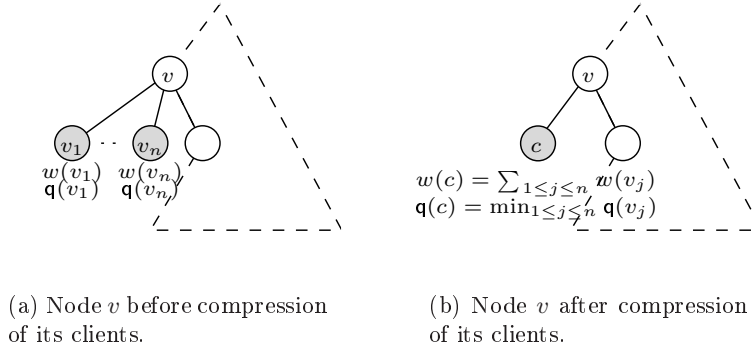 v
v
v₁ . . . vₙ
c
w(v₁) w(vₙ)
q(v₁) q(vₙ)
w(c) = ∑ 1≤j≤n w(vⱼ)
q(c) = min1≤j≤n q(vⱼ)
(a) Node v before compression
of its clients.
(b) Node v after compression
of its clients.